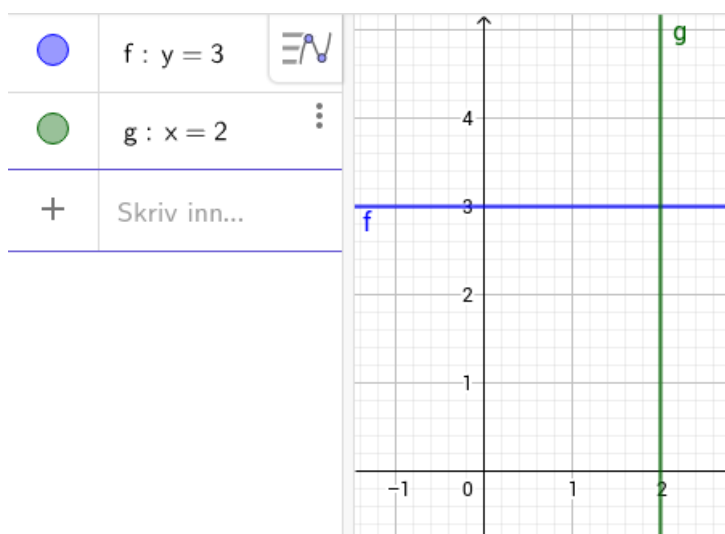 f : y = 3
g : x = 2
+ Skriv inn...
g
4
3
f
2
1
−1 0 1 2